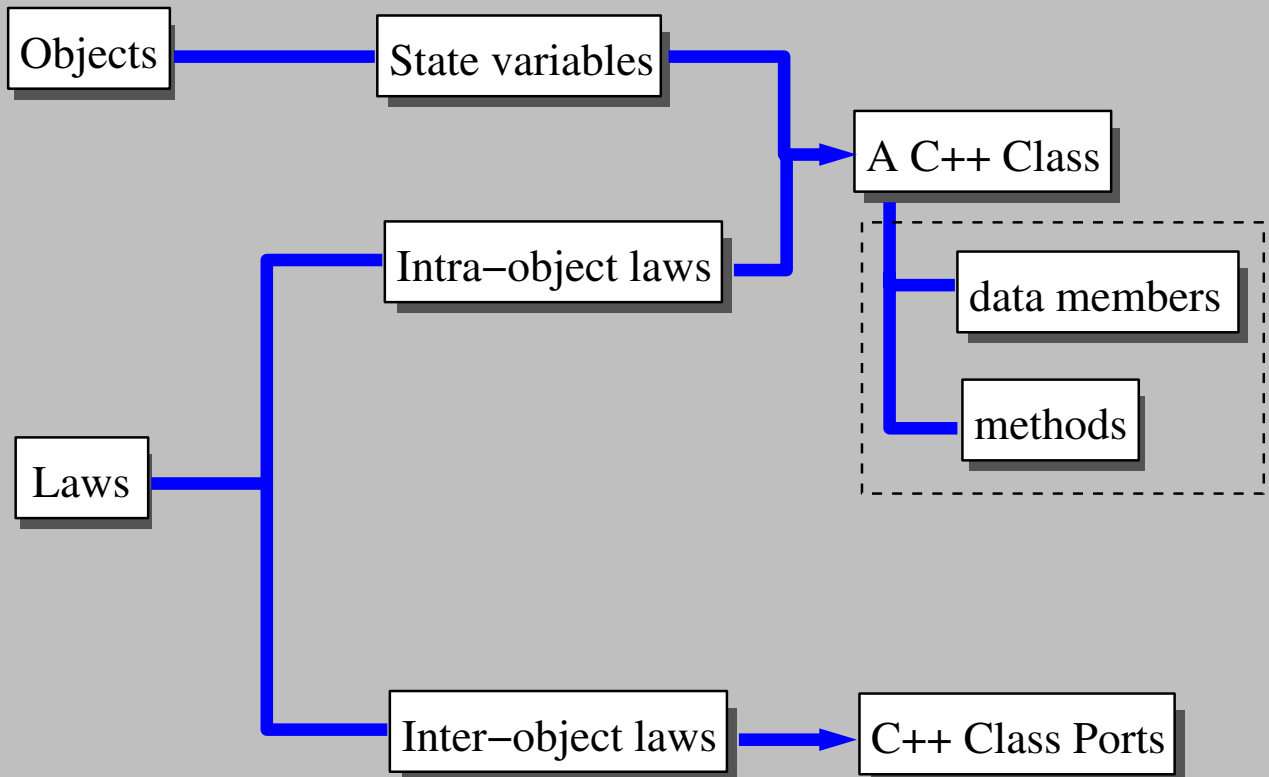 Objects
State variables
A C++ Class
Intra−object laws
data members
methods
Laws
Inter−object laws
C++ Class Ports